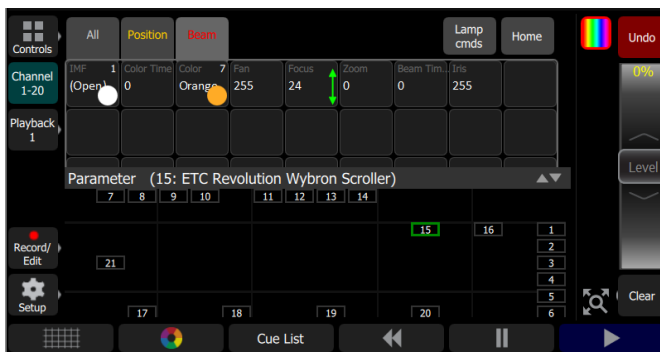 Controls
All
Position
Beam
Lamp cmds
Home
Undo
Channel
1-20
IMF 1
(Open)
Color Time
0
Color 7
Orange
Fan
255
Focus
24
Zoom
0
Beam Tim...
0
Iris
255
0%
Playback
1
Level
Parameter (15: ETC Revolution Wybron Scroller)
7 8 9 10 11 12 13 14
15 16 1
2
21 3
4
5
17 18 19 20 6
Record/
Edit
Setup
Clear
Cue List